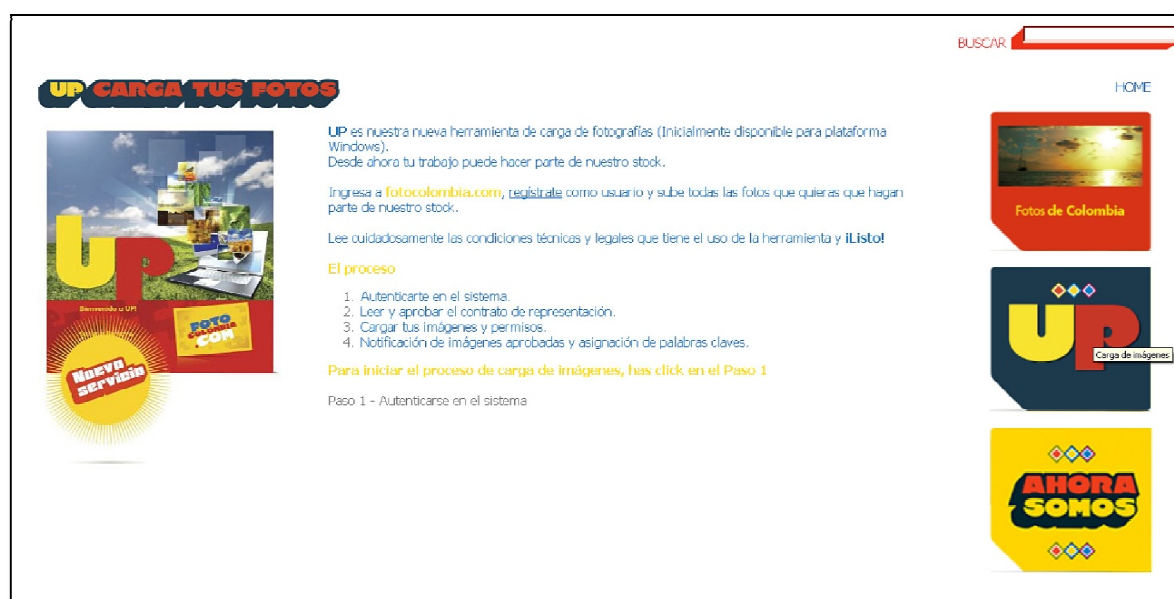 BUSCAR
UP CARGA TUS FOTOS
HOME
UP es nuestra nueva herramienta de carga de fotografías (Inicialmente disponible para plataforma
Windows).
Desde ahora tu trabajo puede hacer parte de nuestro stock.
Ingresa a fotocolombia.com, regístrate como usuario y sube todas las fotos que quieras que hagan
parte de nuestro stock.
Lee cuidadosamente las condiciones técnicas y legales que tiene el uso de la herramienta y ¡Listo!
El proceso
1. Autenticarte en el sistema.
2. Leer y aprobar el contrato de representación.
3. Cargar tus imágenes y permisos.
4. Notificación de imágenes aprobadas y asignación de palabras claves.
Para iniciar el proceso de carga de imágenes, has click en el Paso 1
Paso 1 - Autenticarse en el sistema
UP
Bienvenido a UP!
FOTO
COLOMBIA
.COM
Nuevo
servicio
Fotos de Colombia
UP
Carga de imágenes
AHORA
SOMOS